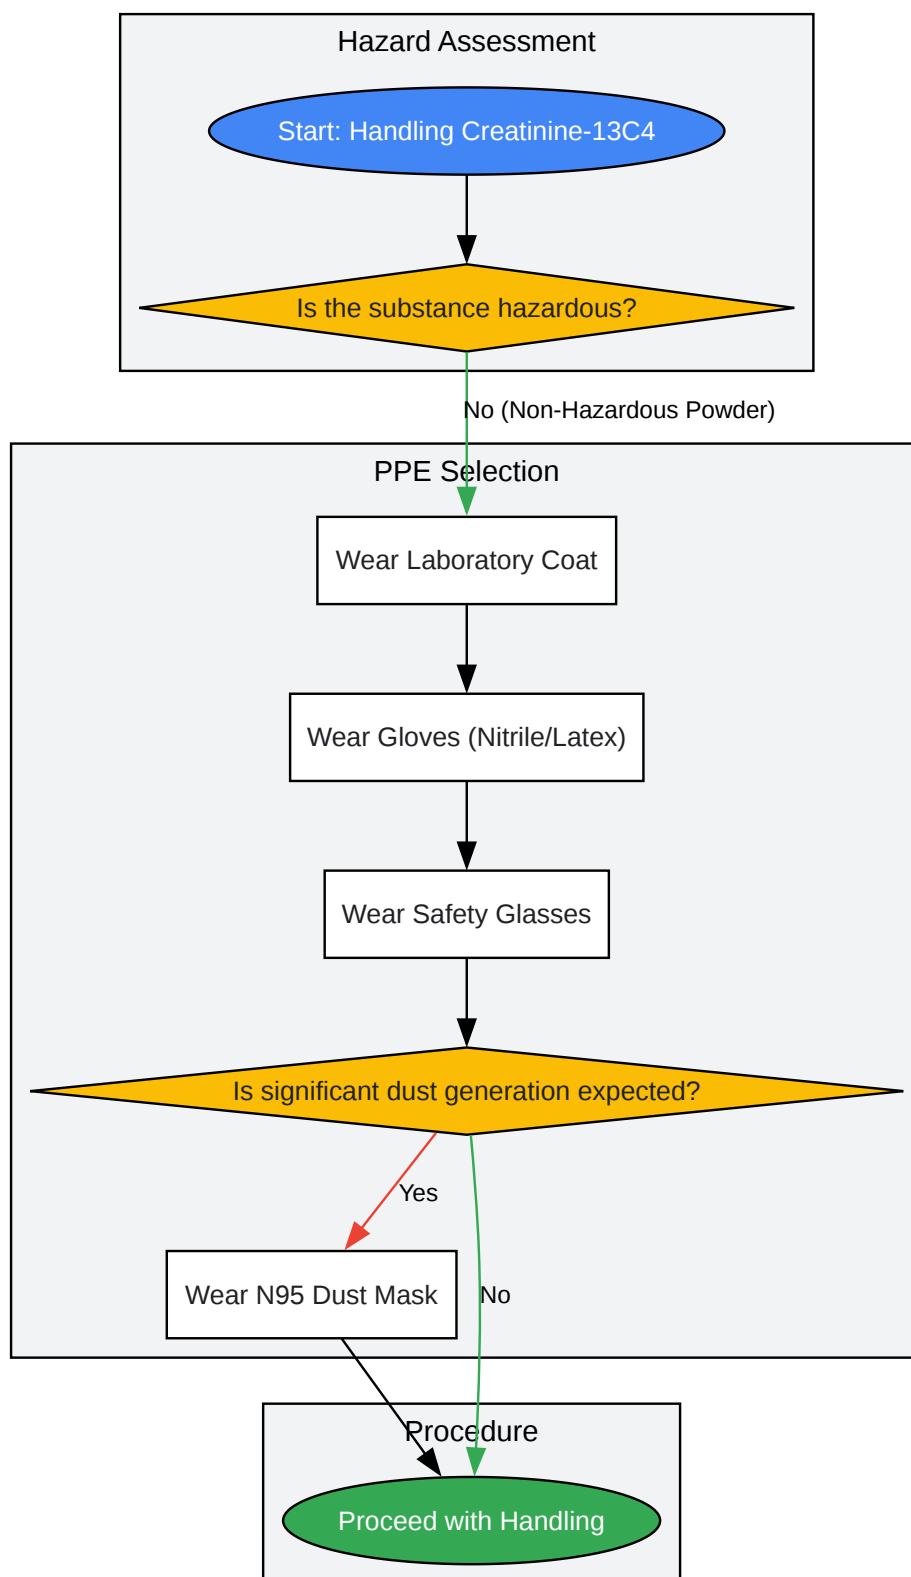 Hazard Assessment
Start: Handling Creatinine-13C4
Is the substance hazardous?
No (Non-Hazardous Powder)
PPE Selection
Wear Laboratory Coat
Wear Gloves (Nitrile/Latex)
Wear Safety Glasses
Is significant dust generation expected?
Yes
Wear N95 Dust Mask
No
Procedure
Proceed with Handling